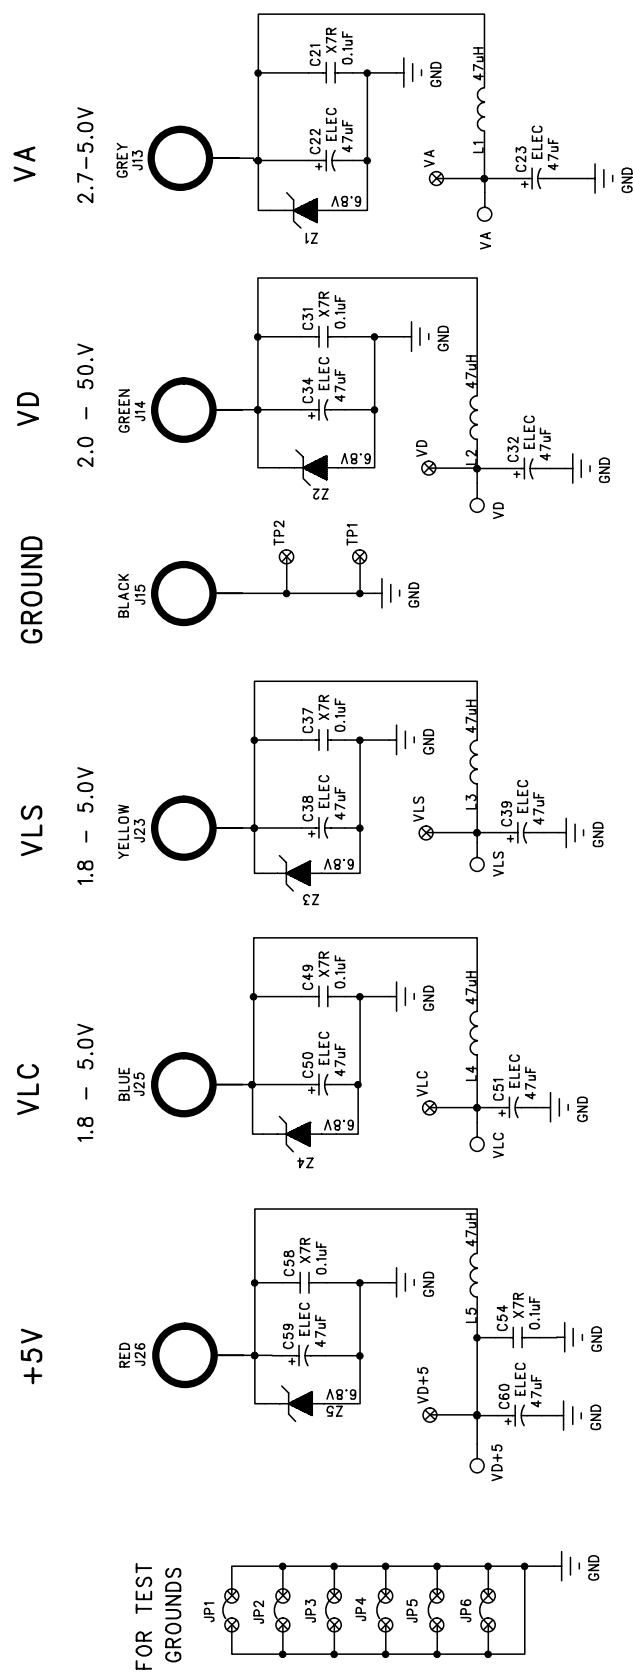 VA
2.7-5.0V
GREY
J13
C21
X7R
0.1uF
GND
C22
ELEC
47uF
+
Z1
6.8V
47uH
L1
VA
C23
ELEC
47uF
+
GND
VA
VD
2.0 - 50.V
GREEN
J14
C31
X7R
0.1uF
GND
C34
ELEC
47uF
+
Z2
6.8V
47uH
L2
VD
C32
ELEC
47uF
+
GND
VD
GROUND
BLACK
J15
TP2
TP1
GND
VLS
1.8 - 5.0V
YELLOW
J23
C37
X7R
0.1uF
GND
C38
ELEC
47uF
+
Z3
6.8V
47uH
L3
VLS
C39
ELEC
47uF
+
GND
VLS
VLC
1.8 - 5.0V
BLUE
J25
C49
X7R
0.1uF
GND
C50
ELEC
47uF
+
Z4
6.8V
47uH
L4
VLC
C51
ELEC
47uF
+
GND
VLC
+5V
RED
J26
C58
X7R
0.1uF
GND
C59
ELEC
47uF
+
Z5
6.8V
47uH
L5
C54
X7R
0.1uF
GND
VD+5
C60
ELEC
47uF
+
GND
VD+5
FOR TEST
GROUNDS
JP1
JP2
JP3
JP4
JP5
JP6
GND